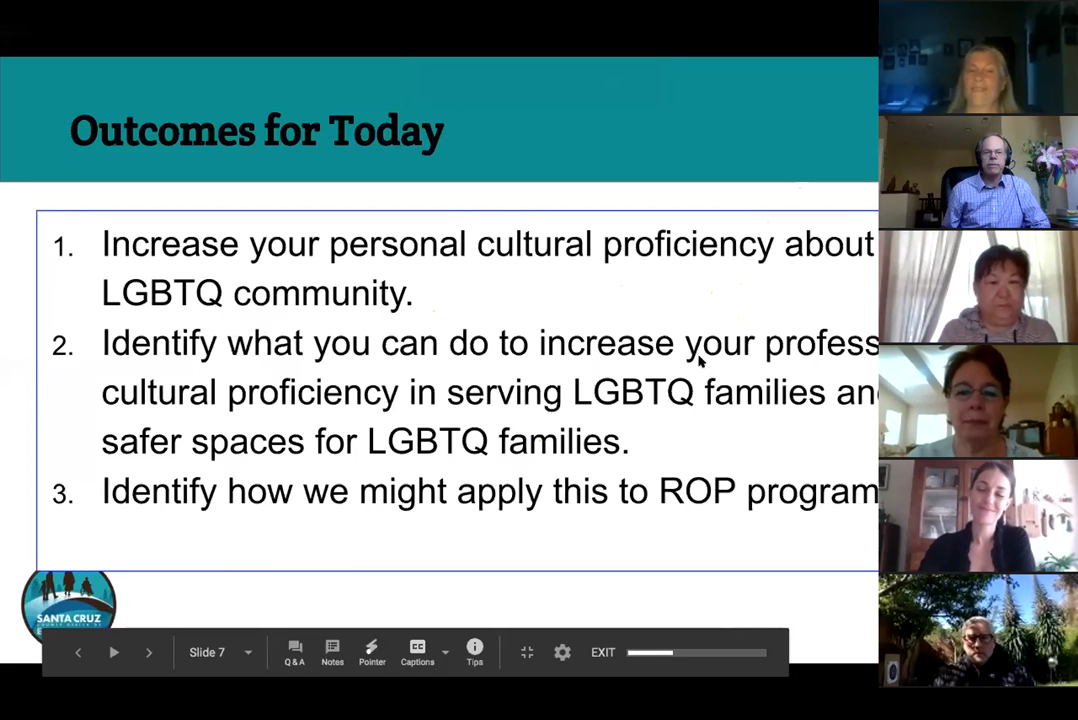 Outcomes for Today
1. Increase your personal cultural proficiency about
LGBTQ community.
2. Identify what you can do to increase your profess
cultural proficiency in serving LGBTQ families an
safer spaces for LGBTQ families.
3. Identify how we might apply this to ROP program
SANTA CRUZ
Slide 7
Q & A
Notes
Pointer
CC
Captions
Tips
EXIT